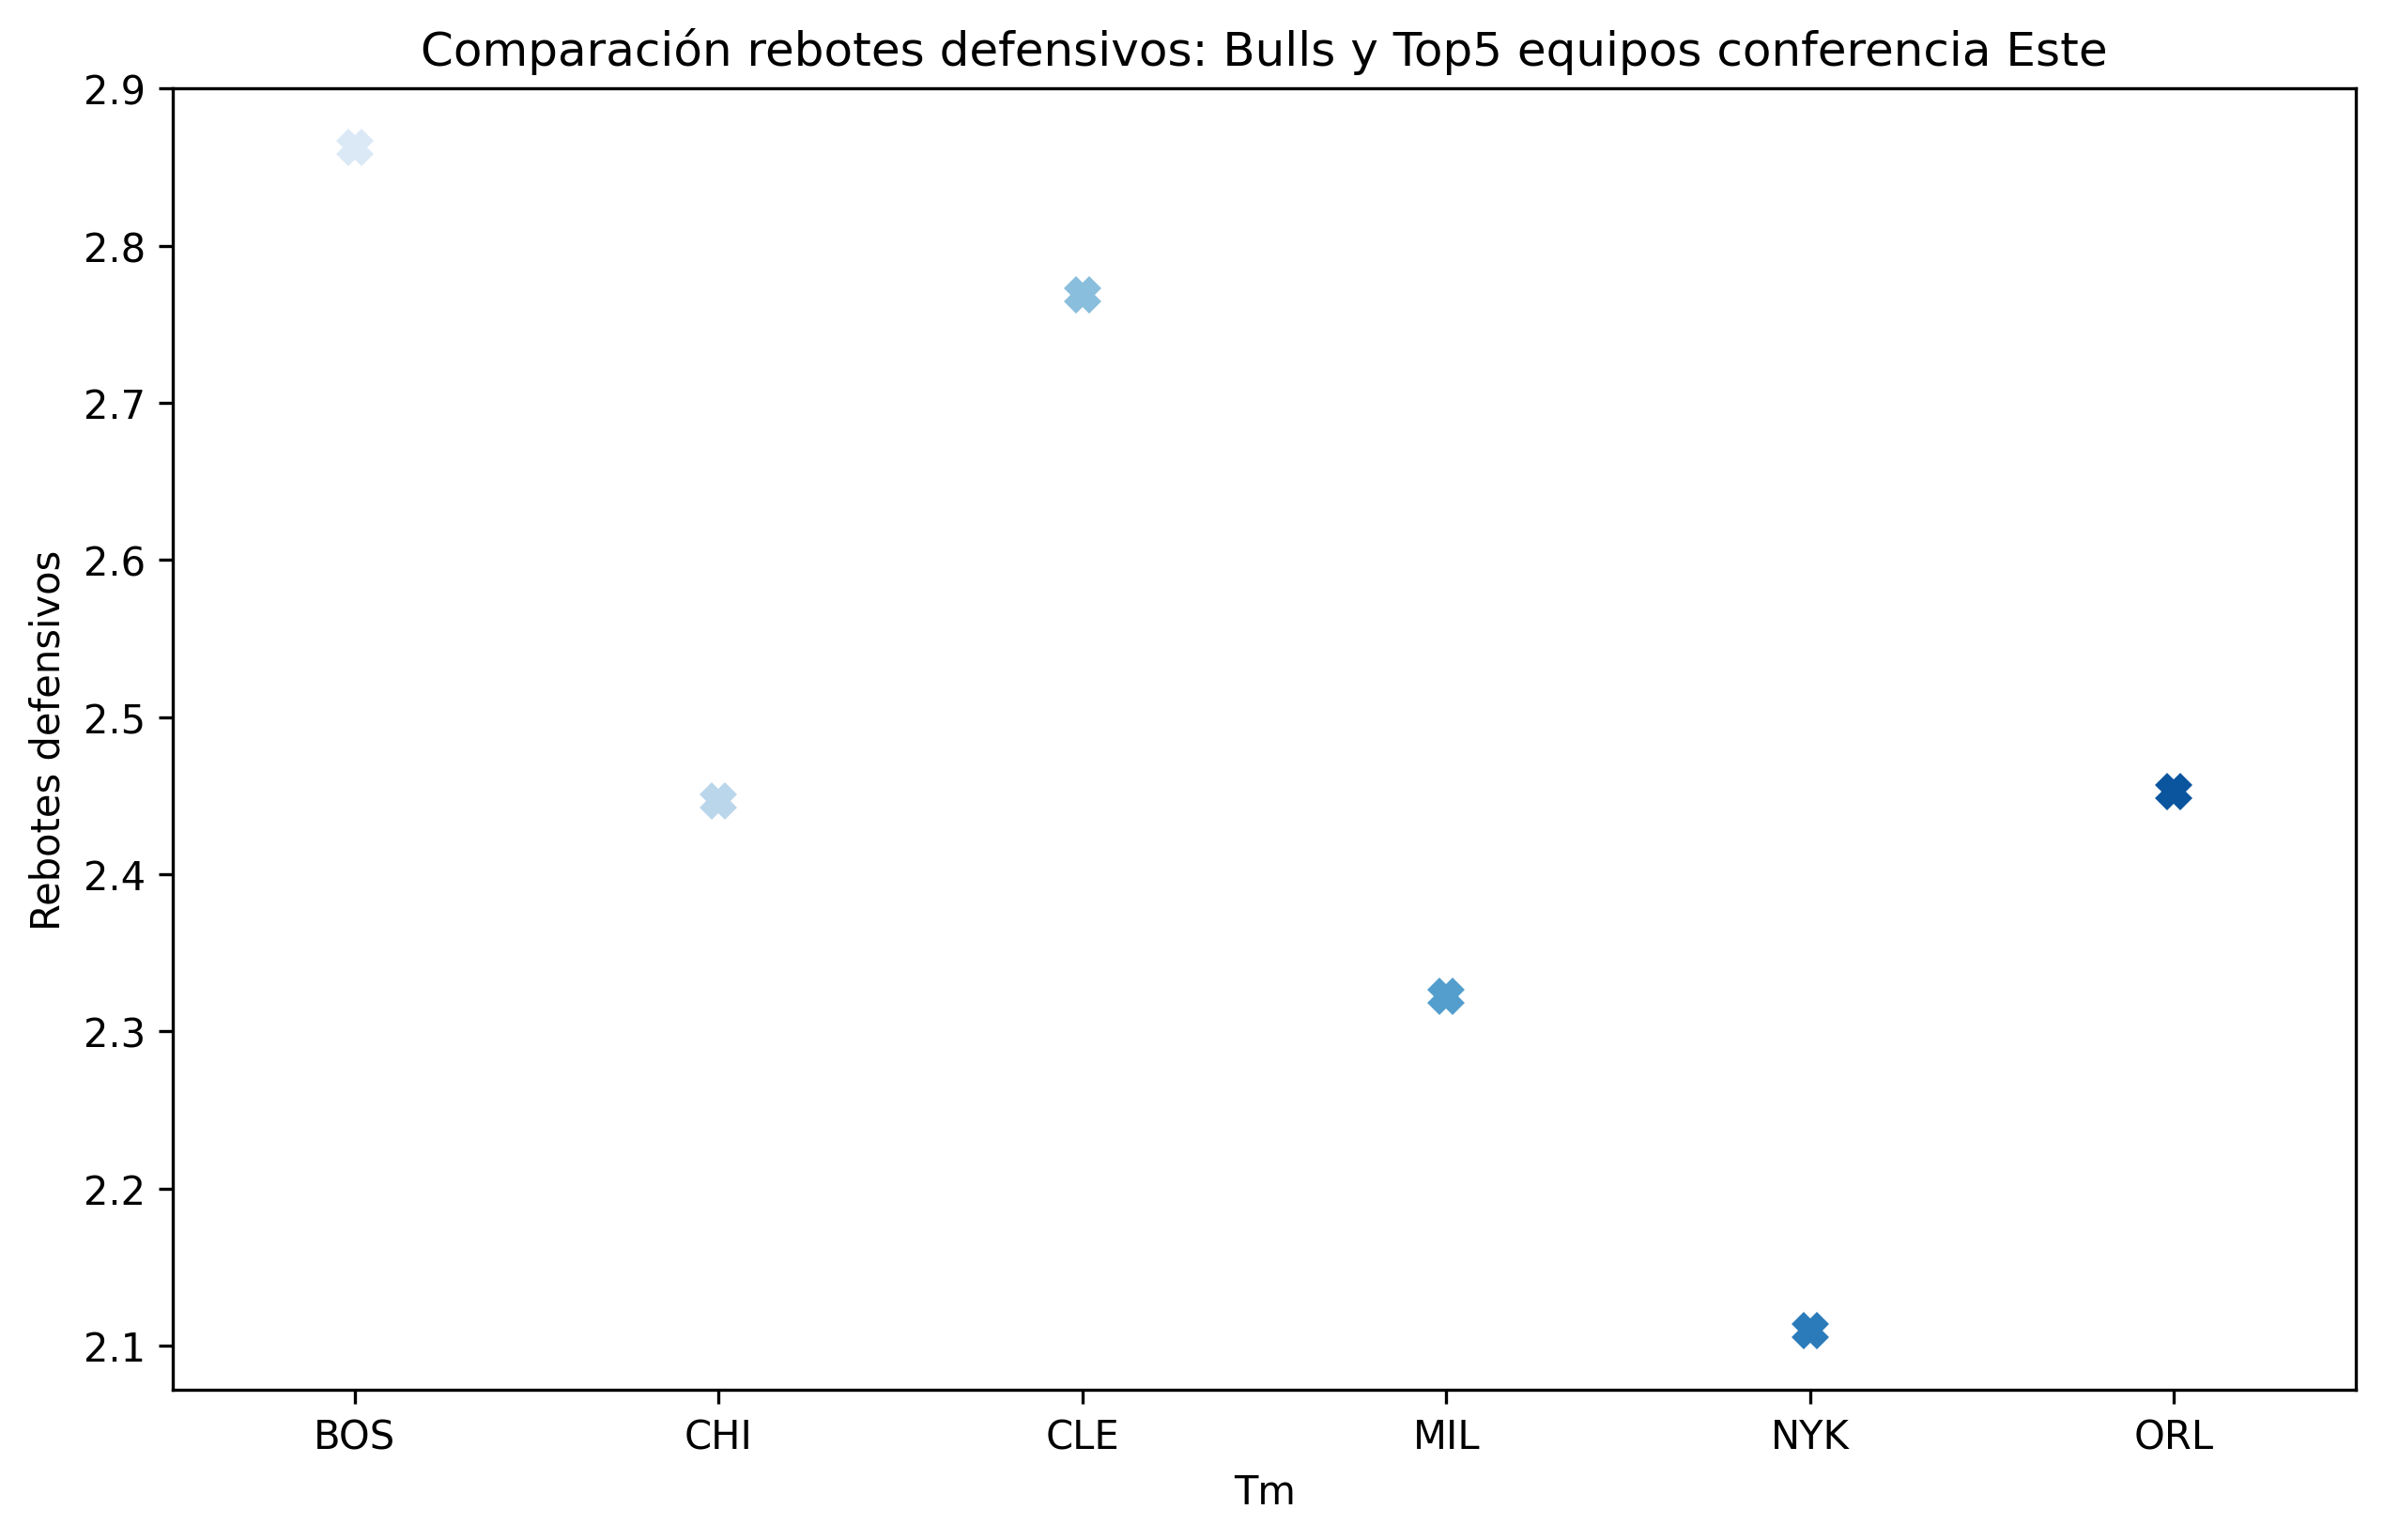 Comparación rebotes defensivos: Bulls y Top5 equipos conferencia Este
Rebotes defensivos
2.9
2.8
2.7
2.6
2.5
2.4
2.3
2.2
2.1
BOS CHI CLE MIL NYK ORL
Tm